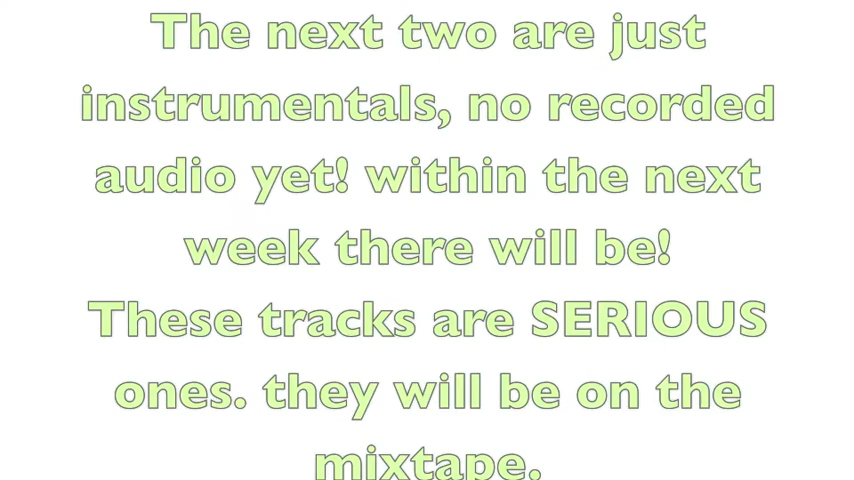 The next two are just
instrumentals, no recorded
audio yet! within the next
week there will be!
These tracks are SERIOUS
ones. they will be on the
mixtape.